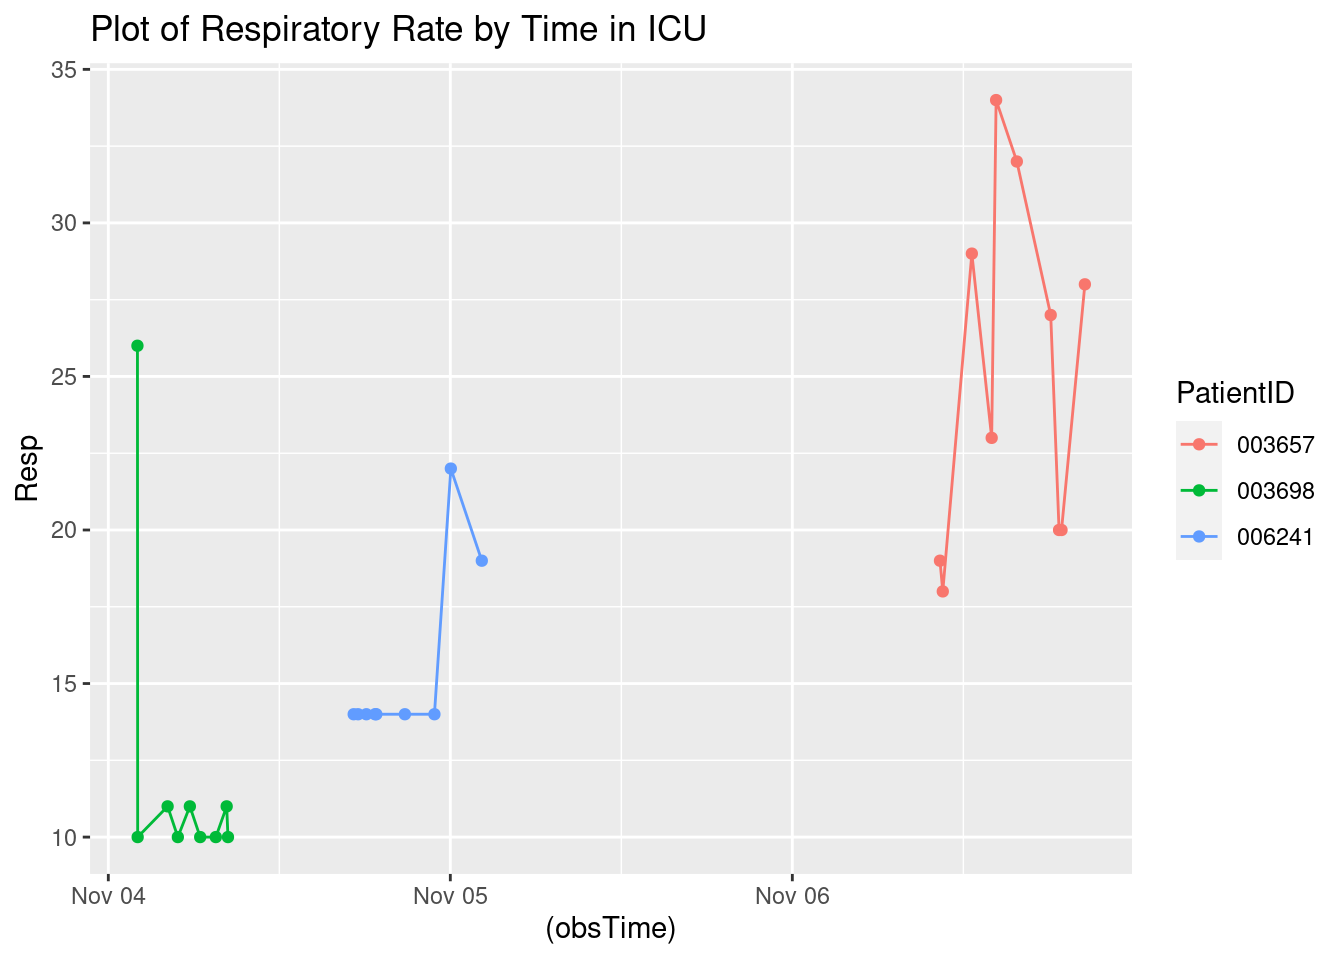 Plot of Respiratory Rate by Time in ICU
35
30
25
20
15
10
Resp
Nov 04
Nov 05
Nov 06
(obsTime)
PatientID
003657
003698
006241